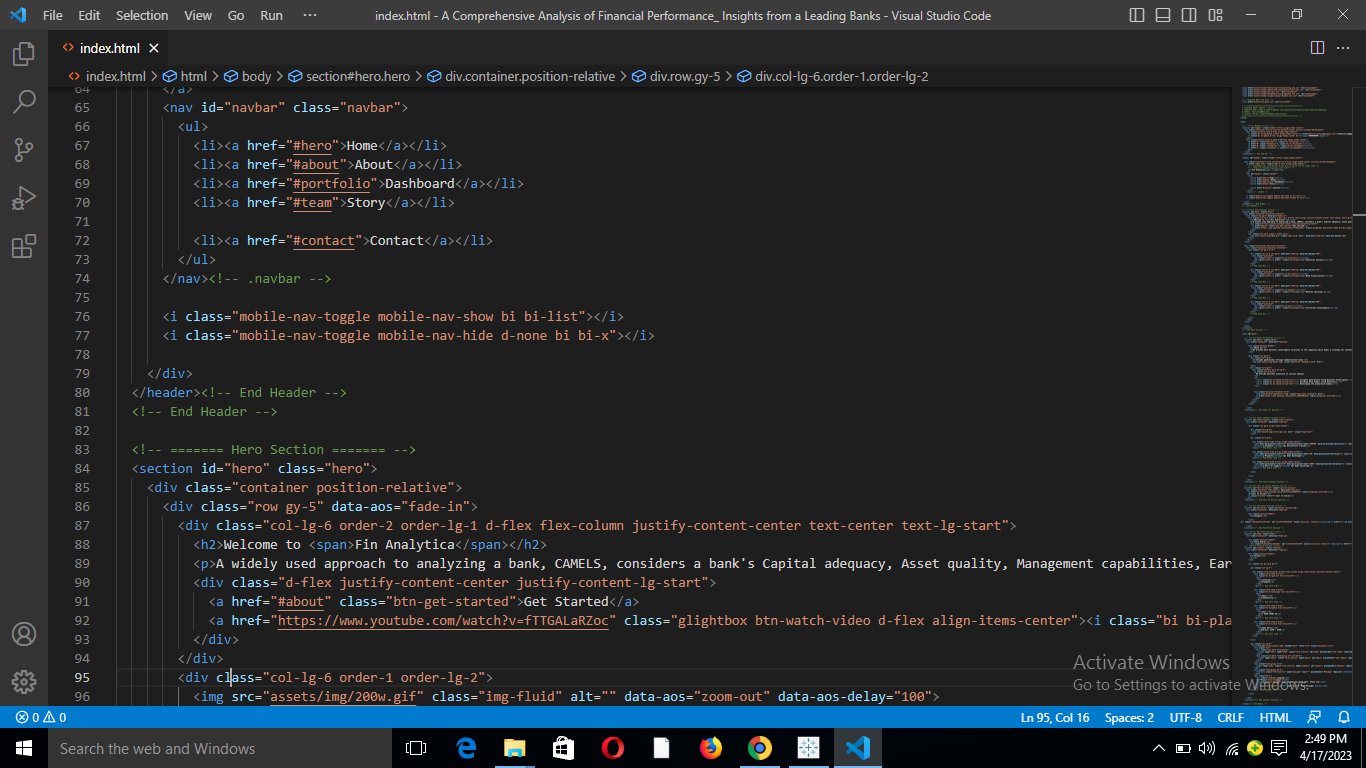 File Edit Selection View Go Run ··· index.html - A Comprehensive Analysis of Financial Performance_ Insights from a Leading Banks - Visual Studio Code
index.html
index.html > html > body > section#hero.hero > div.container.position-relative > div.row.gy-5 > div.col-lg-6.order-1.order-lg-2
64 </a>
65 <nav id="navbar" class="navbar">
66 <ul>
67 <li><a href="#hero">Home</a></li>
68 <li><a href="#about">About</a></li>
69 <li><a href="#portfolio">Dashboard</a></li>
70 <li><a href="#team">Story</a></li>
71
72 <li><a href="#contact">Contact</a></li>
73 </ul>
74 </nav><!-- .navbar -->
75
76 <i class="mobile-nav-toggle mobile-nav-show bi bi-list"></i>
77 <i class="mobile-nav-toggle mobile-nav-hide d-none bi bi-x"></i>
78
79 </div>
80 </header><!-- End Header -->
81 <!-- End Header -->
82
83 <!-- ======= Hero Section ======= -->
84 <section id="hero" class="hero">
85 <div class="container position-relative">
86 <div class="row gy-5" data-aos="fade-in">
87 <div class="col-lg-6 order-2 order-lg-1 d-flex flex-column justify-content-center text-center text-lg-start">
88 <h2>Welcome to <span>Fin Analytica</span></h2>
89 <p>A widely used approach to analyzing a bank, CAMELS, considers a bank's Capital adequacy, Asset quality, Management capabilities, Ear
90 <div class="d-flex justify-content-center justify-content-lg-start">
91 <a href="#about" class="btn-get-started">Get Started</a>
92 <a href="https://www.youtube.com/watch?v=fTTGALaRZoc" class="glightbox btn-watch-video d-flex align-items-center"><i class="bi bi-pla
93 </div>
94 </div>
95 <div class="col-lg-6 order-1 order-lg-2">
96 <img src="assets/img/200w.gif" class="img-fluid" alt="" data-aos="zoom-out" data-aos-delay="100">
Activate Windows
Go to Settings to activate Windows.
0 0 Ln 95, Col 16 Spaces: 2 UTF-8 CRLF HTML
Search the web and Windows
2:49 PM
4/17/2023